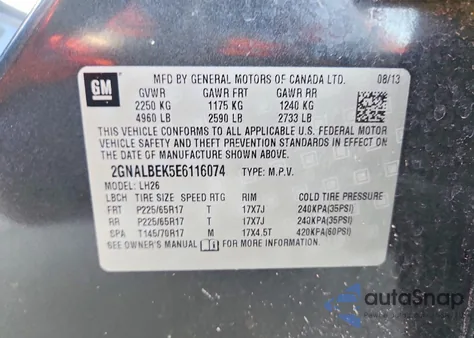 GM
MFD BY GENERAL MOTORS OF CANADA LTD. 08/13
GVWR GAWR FRT GAWR RR
2250 KG 1175 KG 1240 KG
4960 LB 2590 LB 2733 LB
THIS VEHICLE CONFORMS TO ALL APPLICABLE U.S. FEDERAL MOTOR
VEHICLE SAFETY AND THEFT PREVENTION STANDARDS IN EFFECT ON
THE DATE OF MANUFACTURE SHOWN ABOVE.
2GNALBEK5E6116074 TYPE: M.P.V.
MODEL: LH26
LBCH TIRE SIZE SPEED RTG RIM COLD TIRE PRESSURE
FRT P225/65R17 T 17X7J 240KPA(35PSI)
RR P225/65R17 T 17X7J 240KPA(35PSI)
SPA T145/70R17 M 17X4.5T 420KPA(60PSI)
SEE OWNER'S MANUAL FOR MORE INFORMATION.
autoSnap